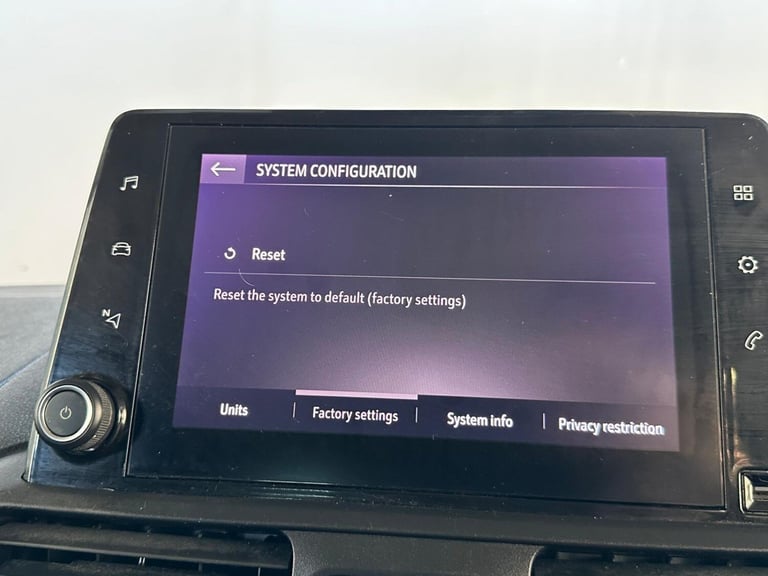 SYSTEM CONFIGURATION
Reset
Reset the system to default (factory settings)
N
Units
Factory settings
System info
Privacy restriction